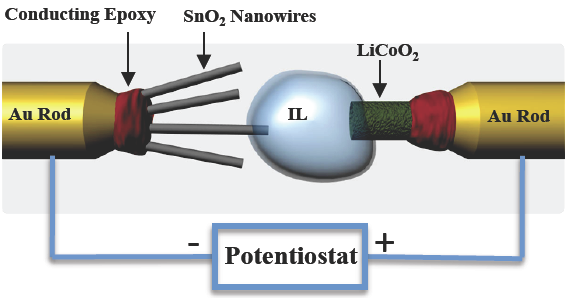 Conducting Epoxy
SnO₂ Nanowires
LiCoO₂
Au Rod
IL
Au Rod
- Potentiostat +